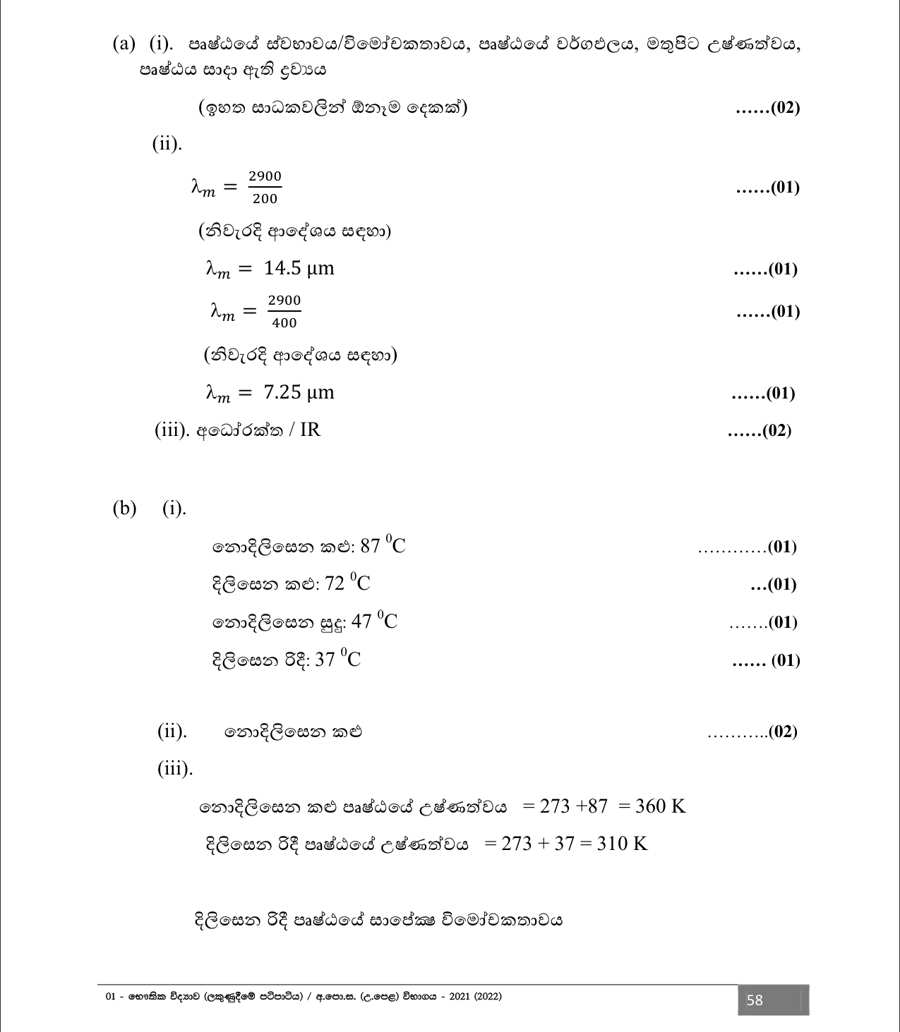 (a) (i). පෘෂ්ඨයේ ස්වභාවය/විමෝචකතාවය, පෘෂ්ඨයේ වර්ගඵලය, මතුපිට උෂ්ණත්වය,
පෘෂ්ඨය සාදා ඇති ද්‍රව්‍යය
(ඉහත සාධකවලින් ඕනෑම දෙකක්) ……(02)
(ii).
λₘ = 2900/200 ……(01)
(නිවැරදි ආදේශය සඳහා)
λₘ = 14.5 μm ……(01)
λₘ = 2900/400 ……(01)
(නිවැරදි ආදේශය සඳහා)
λₘ = 7.25 μm ……(01)
(iii). අධෝරක්ත / IR ……(02)
(b) (i).
නොදිලිසෙන කළු: 87 ⁰C …………(01)
දිලිසෙන කළු: 72 ⁰C …(01)
නොදිලිසෙන සුදු: 47 ⁰C …….(01)
දිලිසෙන රිදී: 37 ⁰C …… (01)
(ii). නොදිලිසෙන කළු ………..(02)
(iii).
නොදිලිසෙන කළු පෘෂ්ඨයේ උෂ්ණත්වය = 273 +87 = 360 K
දිලිසෙන රිදී පෘෂ්ඨයේ උෂ්ණත්වය = 273 + 37 = 310 K
දිලිසෙන රිදී පෘෂ්ඨයේ සාපේක්ෂ විමෝචකතාවය
01 - භෞතික විද්‍යාව (ලකුණුදීමේ පටිපාටිය) / අ.පො.ස. (උ.පෙළ) විභාගය - 2021 (2022) 58